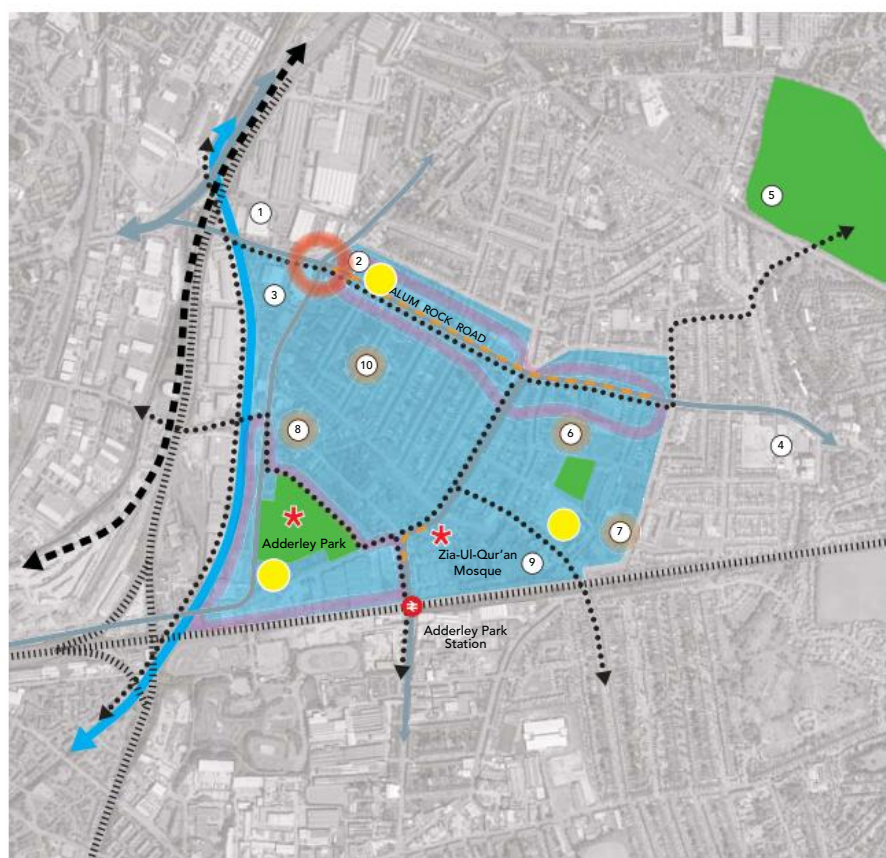 1
5
2
3
ALUM ROCK ROAD
10
8
6
4
Adderley Park
7
Zia-Ul-Qur'an
Mosque
9
Adderley Park
Station